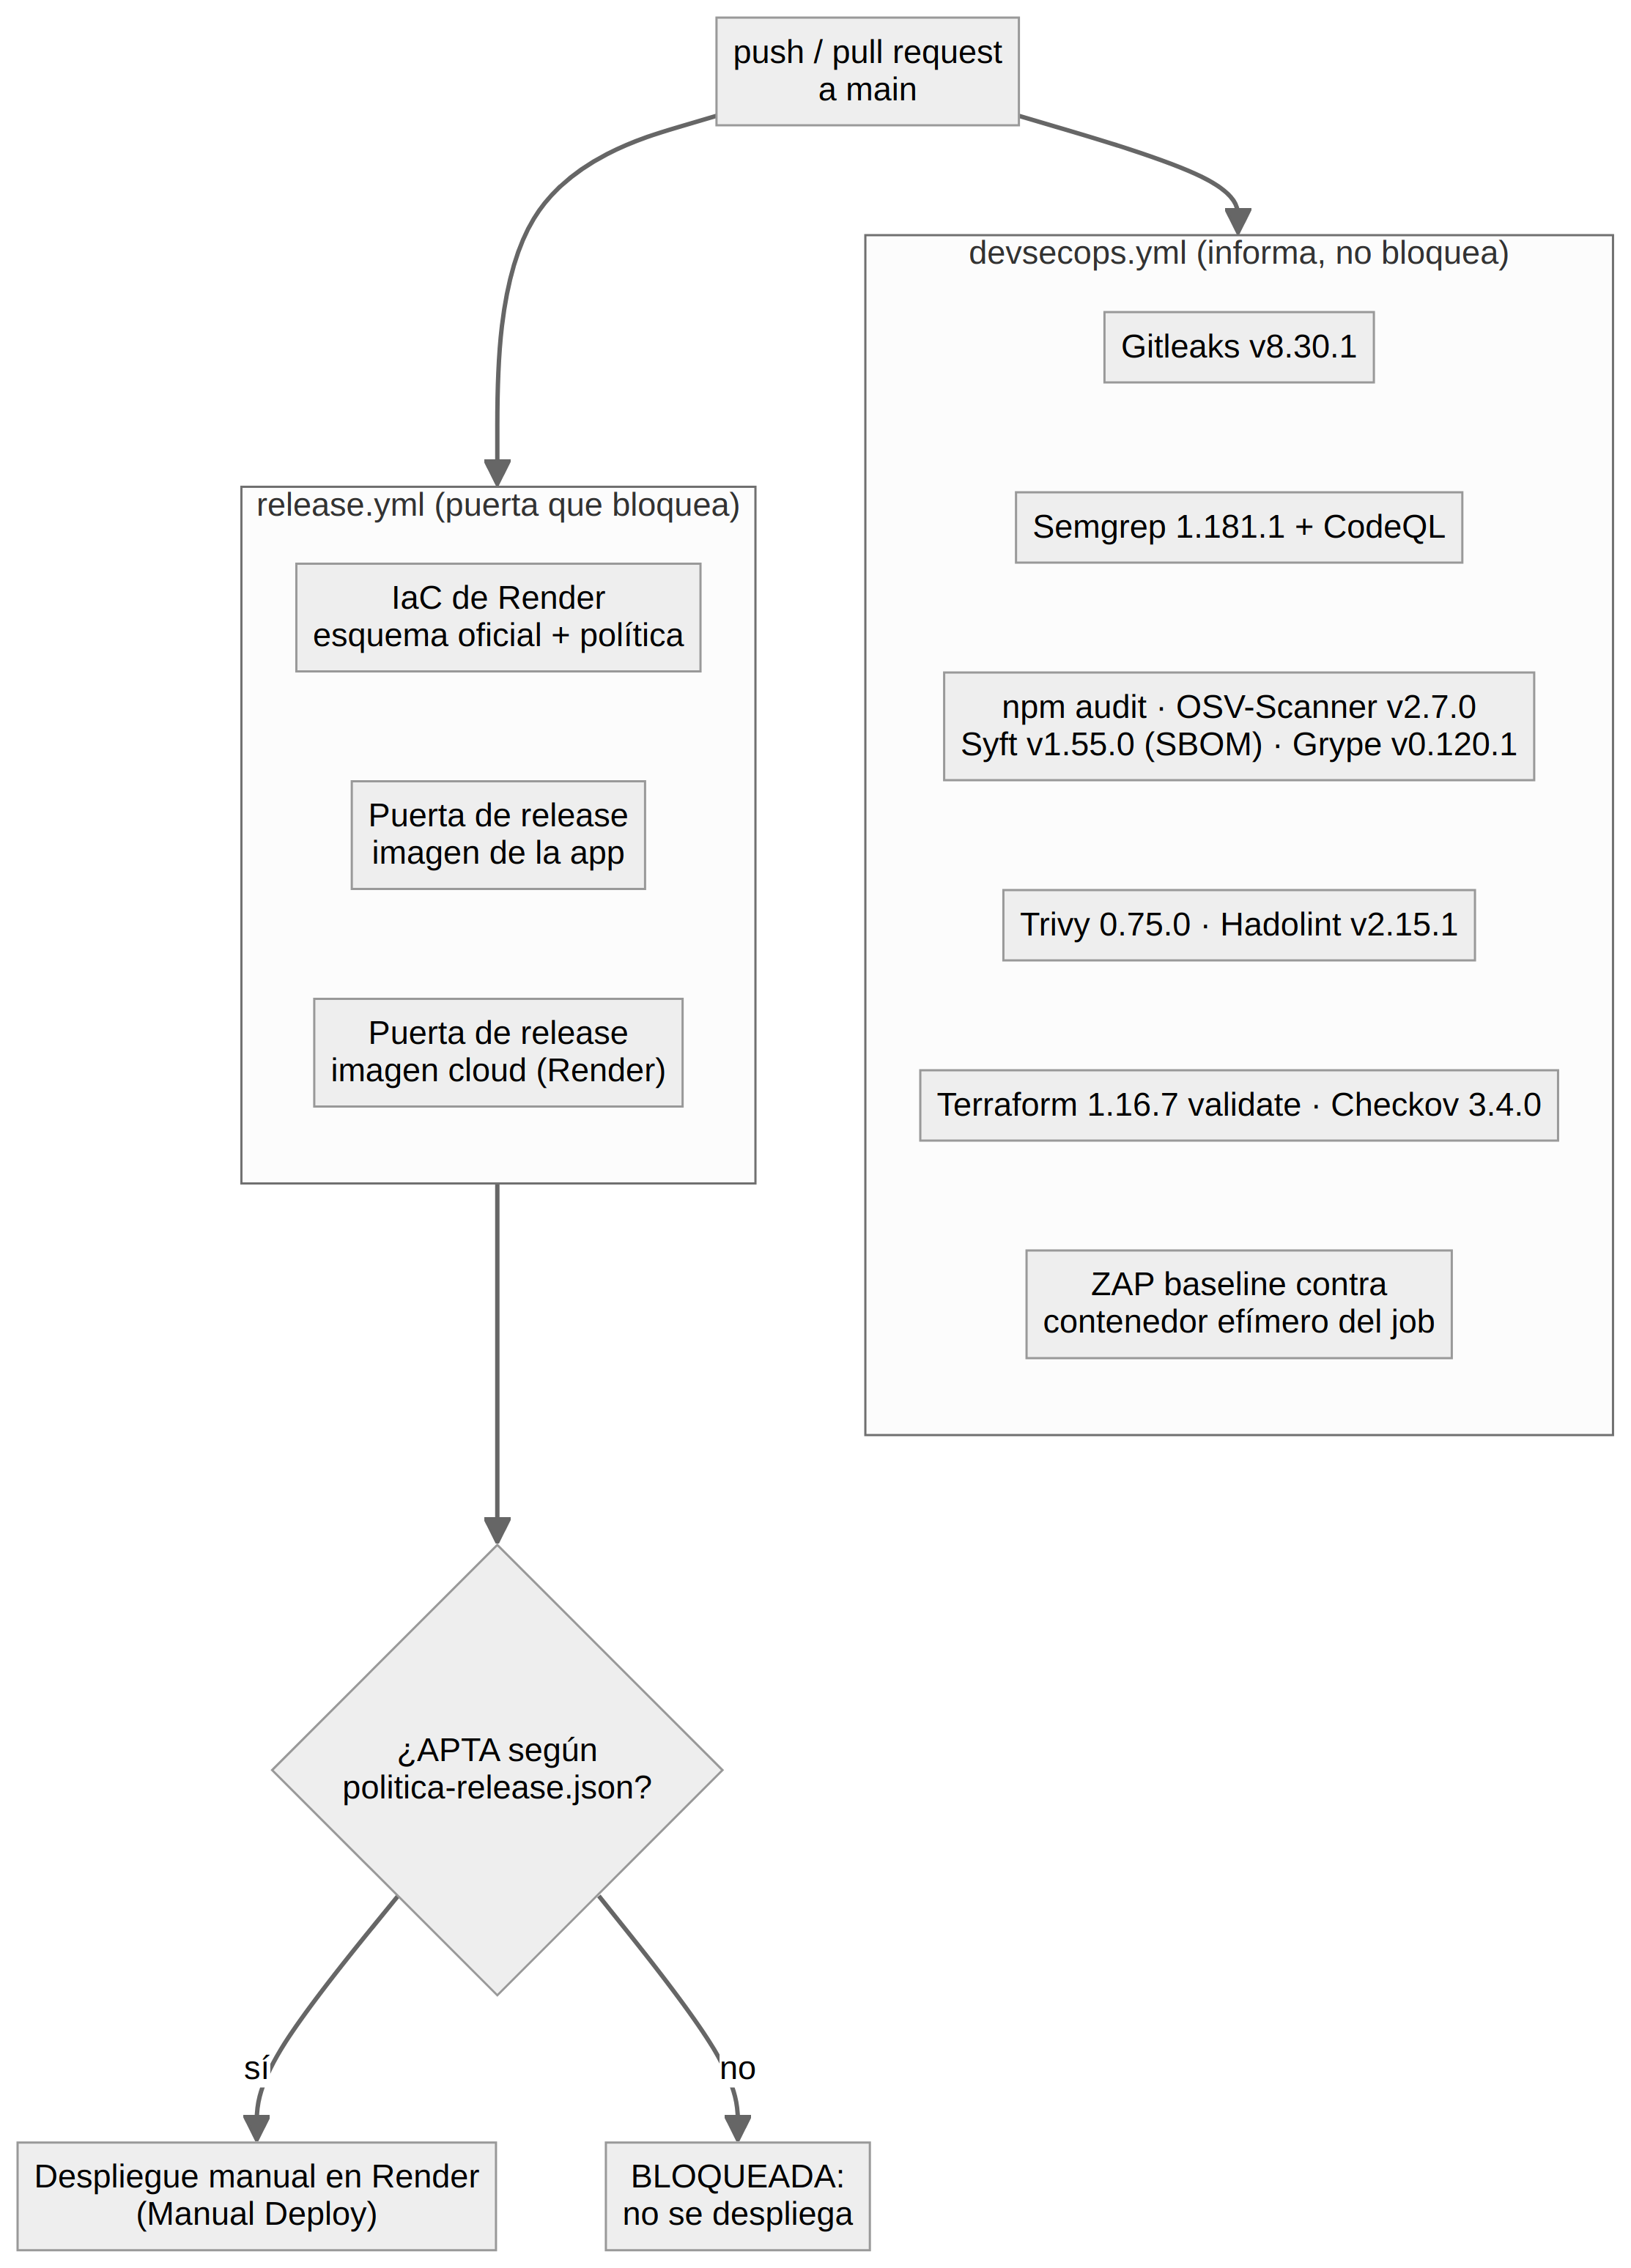 push / pull request
a main
release.yml (puerta que bloquea)
IaC de Render
esquema oficial + política
Puerta de release
imagen de la app
Puerta de release
imagen cloud (Render)
devsecops.yml (informa, no bloquea)
Gitleaks v8.30.1
Semgrep 1.181.1 + CodeQL
npm audit · OSV-Scanner v2.7.0
Syft v1.55.0 (SBOM) · Grype v0.120.1
Trivy 0.75.0 · Hadolint v2.15.1
Terraform 1.16.7 validate · Checkov 3.4.0
ZAP baseline contra
contenedor efímero del job
¿APTA según
politica-release.json?
sí
no
Despliegue manual en Render
(Manual Deploy)
BLOQUEADA:
no se despliega